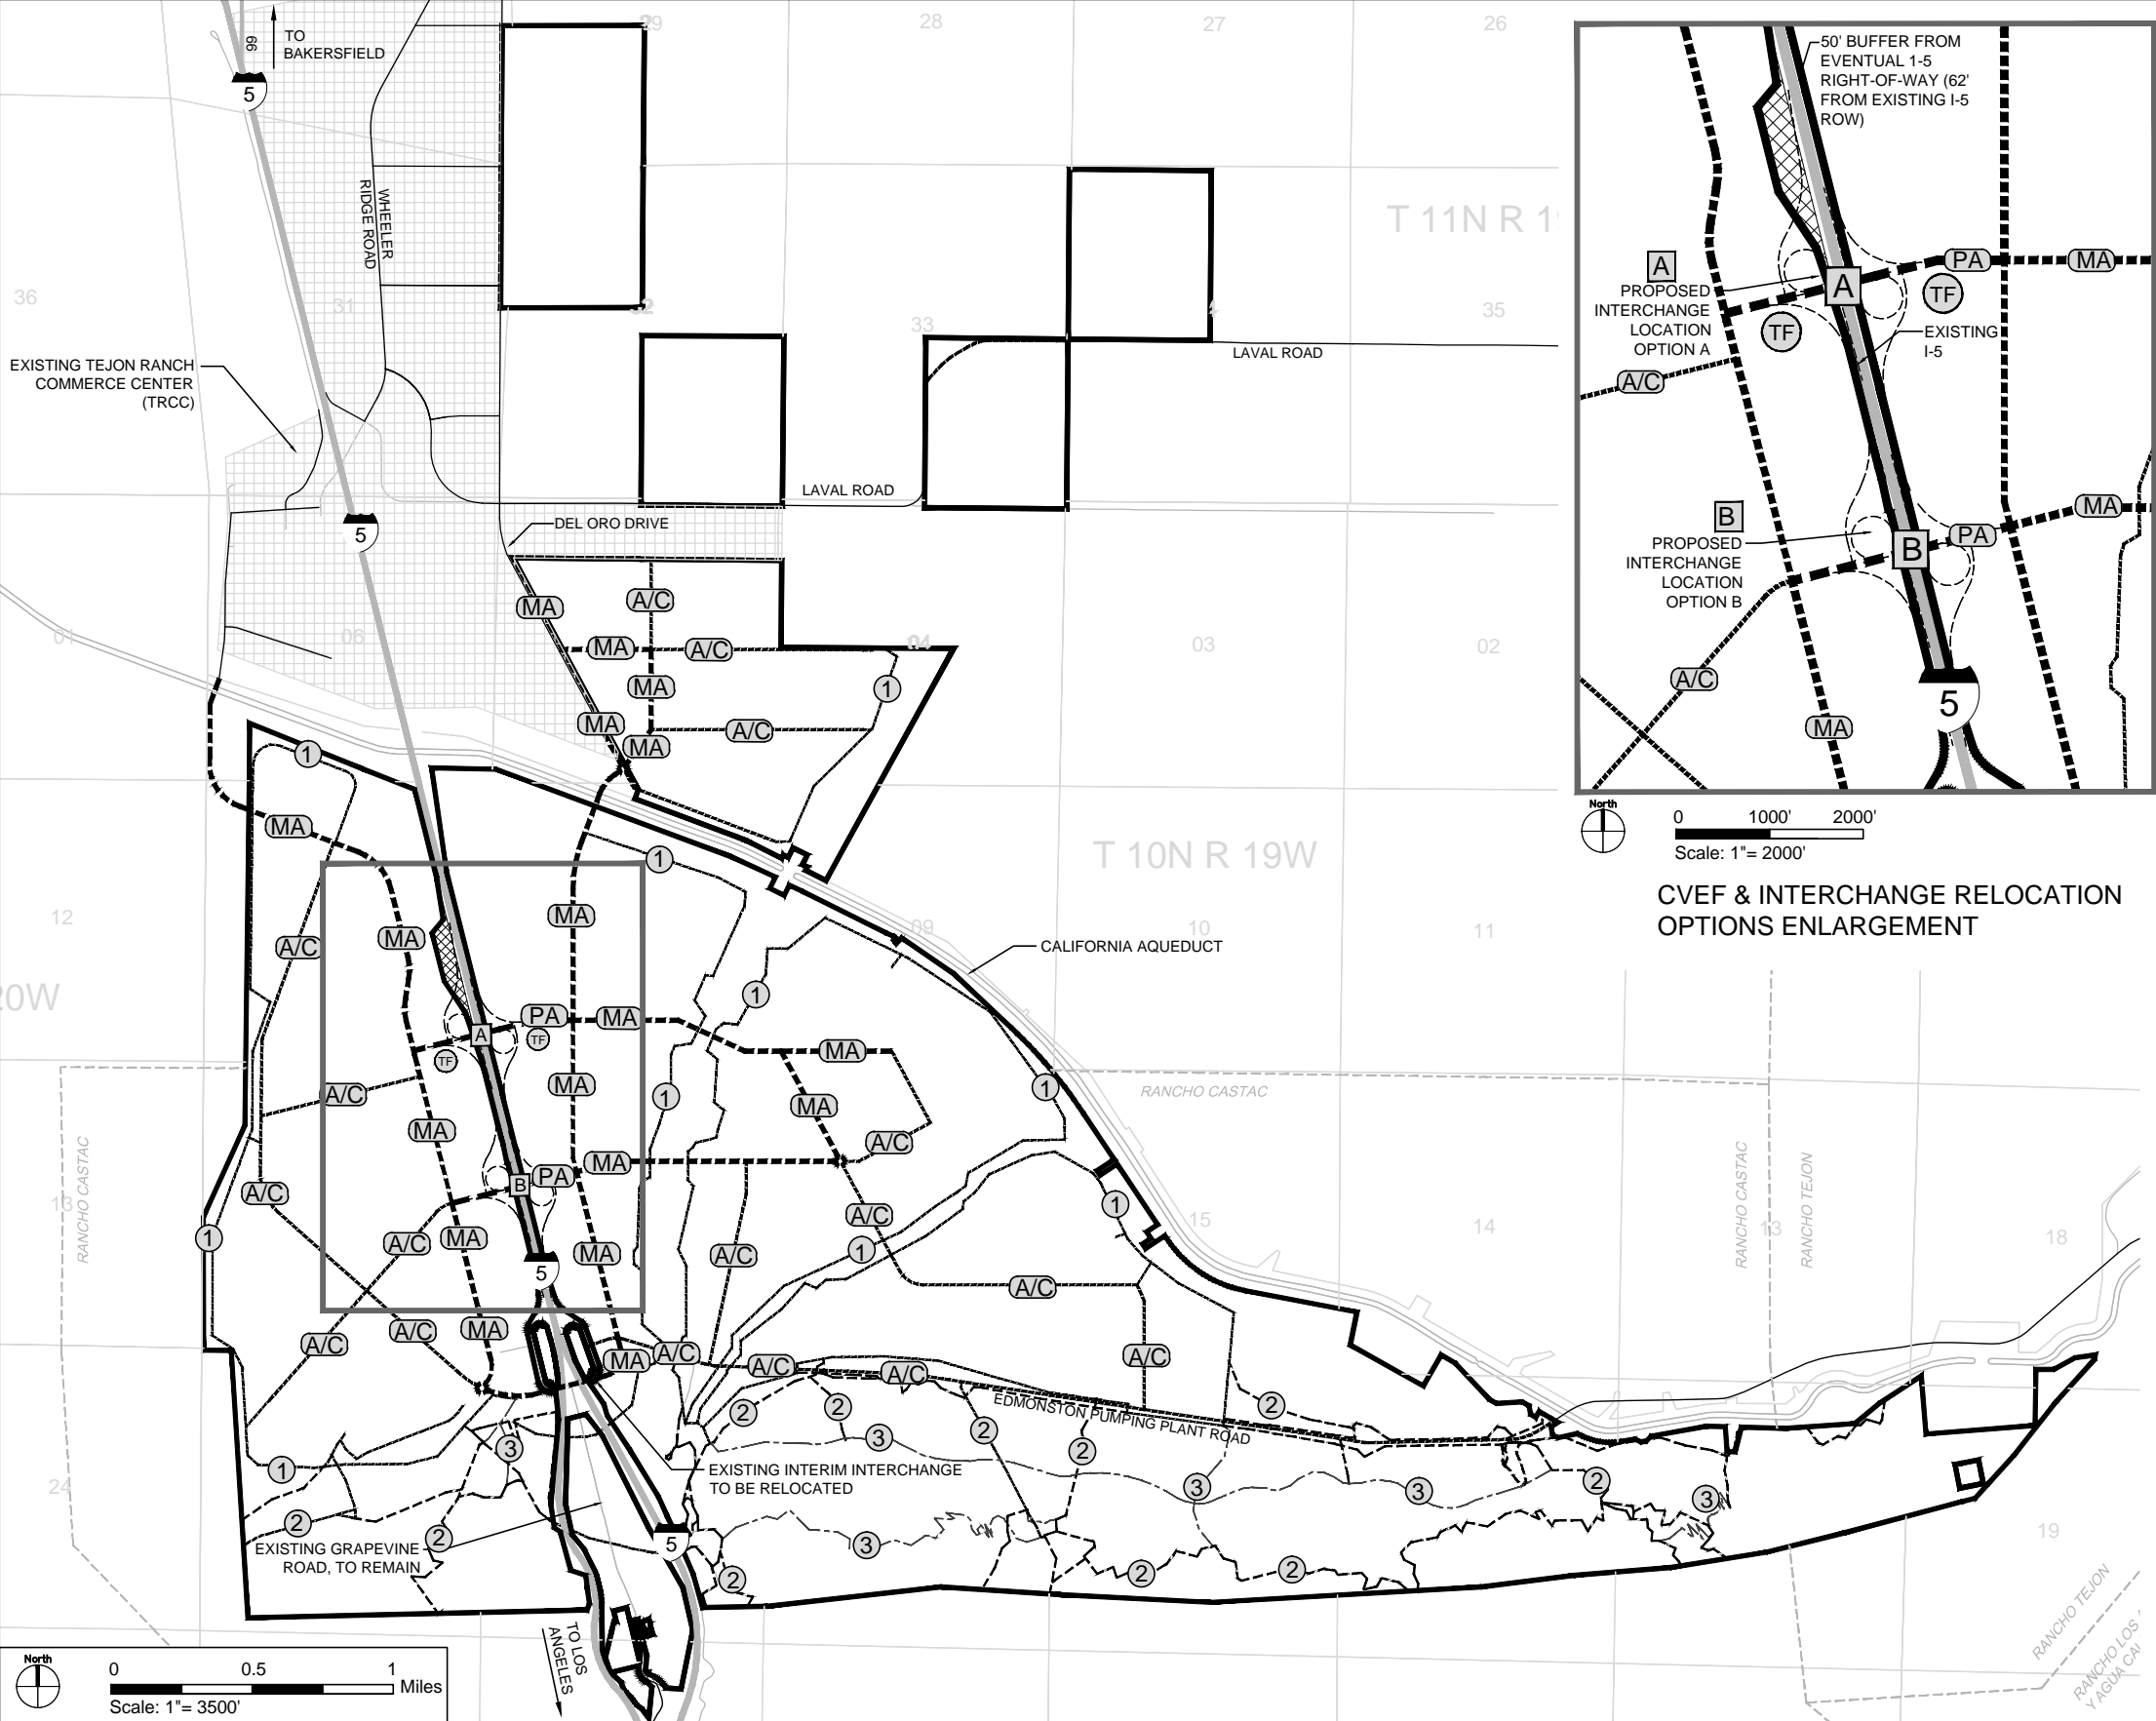 99
TO
BAKERSFIELD
5
29
28
27
26
50' BUFFER FROM
EVENTUAL 1-5
RIGHT-OF-WAY (62'
FROM EXISTING I-5
ROW)
WHEELER
RIDGE ROAD
T 11N R 1
36
31
32
33
35
A
PROPOSED
INTERCHANGE
LOCATION
OPTION A
A
PA
MA
TF
TF
EXISTING
I-5
A/C
LAVAL ROAD
EXISTING TEJON RANCH
COMMERCE CENTER
(TRCC)
LAVAL ROAD
DEL ORO DRIVE
5
B
PROPOSED
INTERCHANGE
LOCATION
OPTION B
B
PA
MA
A/C
MA
5
MA
A/C
MA
A/C
01
06
03
02
MA
1
MA
A/C
MA
1
North
0 1000' 2000'
Scale: 1"= 2000'
CVEF & INTERCHANGE RELOCATION
OPTIONS ENLARGEMENT
MA
1
T 10N R 19W
12
09
10
11
MA
MA
A/C
CALIFORNIA AQUEDUCT
0W
1
PA
MA
A
TF
TF
MA
MA
A/C
1
MA
1
RANCHO CASTAC
MA
A/C
RANCHO CASTAC
MA
PA
B
A/C
13
1
A/C
MA
MA
A/C
A/C
1
1
15
14
RANCHO CASTAC
13
RANCHO TEJON
18
5
A/C
A/C
A/C
MA
MA
A/C
A/C
A/C
A/C
EDMONSTON PUMPING PLANT ROAD
2
2
2
2
2
3
3
1
24
EXISTING INTERIM INTERCHANGE
TO BE RELOCATED
3
3
2
3
2
EXISTING GRAPEVINE
ROAD, TO REMAIN
2
5
3
2
2
2
19
TO LOS
ANGELES
RANCHO TEJON
RANCHO LOS
Y AGUA CA
North
0 0.5 1
Miles
Scale: 1"= 3500'